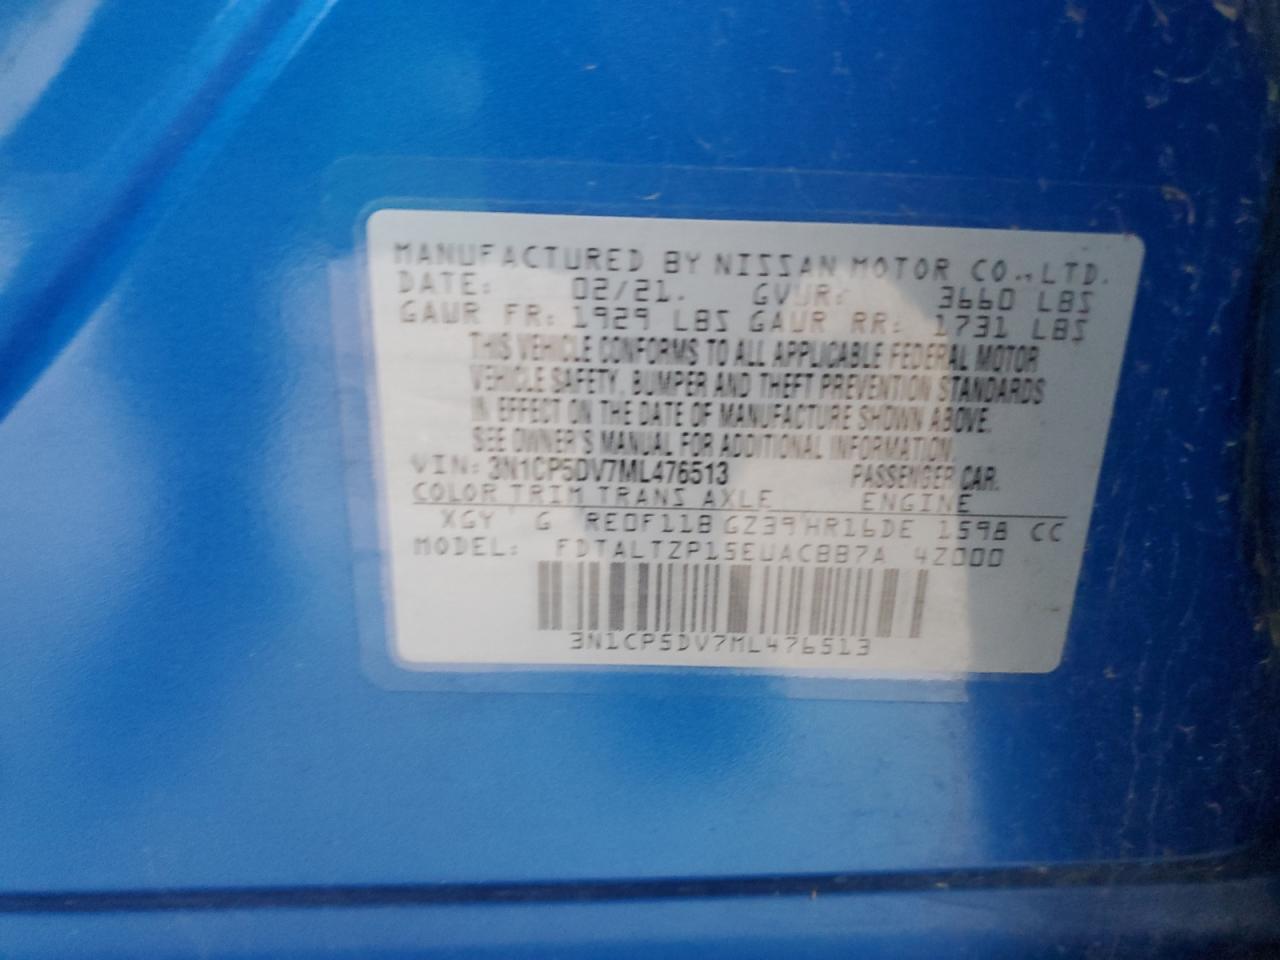 MANUFACTURED BY NISSAN MOTOR CO., LTD.
DATE: 02/21. GVWR: 3660 LBS
GAWR FR: 1929 LBS GAWR RR: 1731 LBS
THIS VEHICLE CONFORMS TO ALL APPLICABLE FEDERAL MOTOR
VEHICLE SAFETY, BUMPER AND THEFT PREVENTION STANDARDS
IN EFFECT ON THE DATE OF MANUFACTURE SHOWN ABOVE.
SEE OWNER'S MANUAL FOR ADDITIONAL INFORMATION.
VIN: 3N1CP5DV7ML476513 PASSENGER CAR.
COLOR TRIM TRANS AXLE ENGINE
XGY G RE0F11B GZ39 HR16DE 1598 CC
MODEL: FDTALTZP15EUACBB7A 4Z000
3N1CP5DV7ML476513